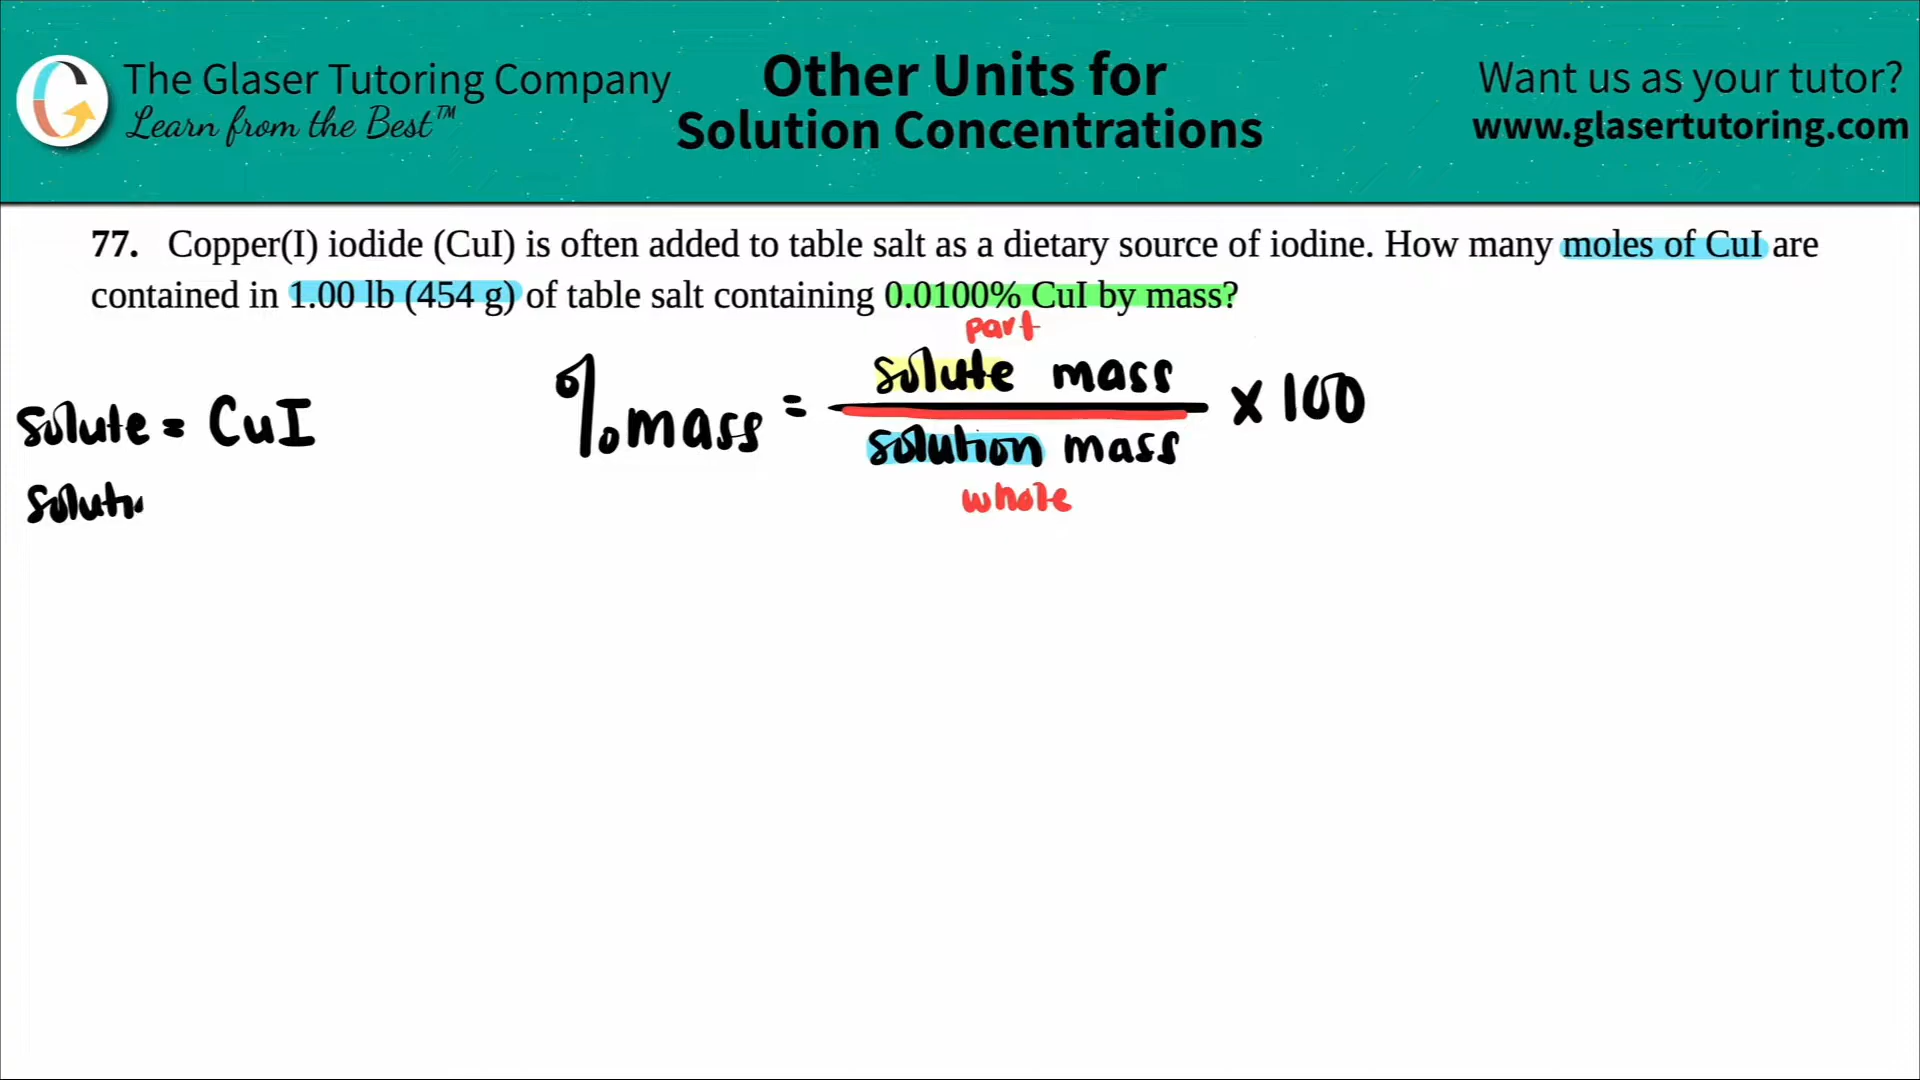 The Glaser Tutoring Company
Learn from the Best™
Other Units for
Solution Concentrations
Want us as your tutor?
www.glasertutoring.com
77. Copper(I) iodide (CuI) is often added to table salt as a dietary source of iodine. How many moles of CuI are
contained in 1.00 lb (454 g) of table salt containing 0.0100% CuI by mass?
part
% mass = solute mass / solution mass x 100
whole
solute = CuI
soluti